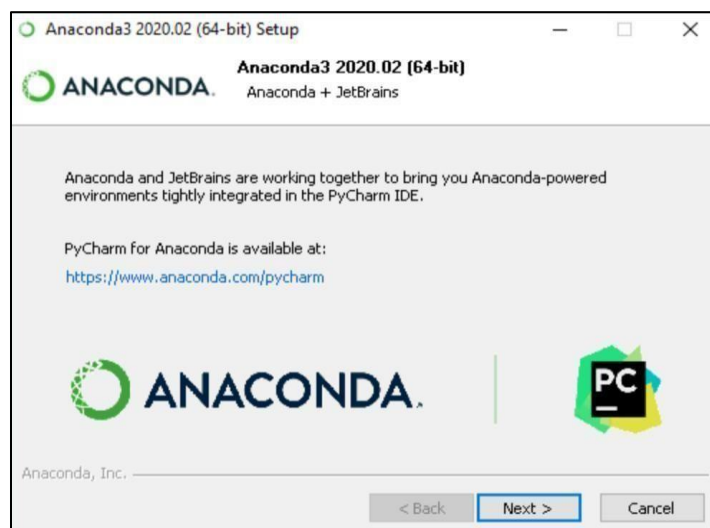 Anaconda3 2020.02 (64-bit) Setup
ANACONDA.
Anaconda3 2020.02 (64-bit)
Anaconda + JetBrains
Anaconda and JetBrains are working together to bring you Anaconda-powered
environments tightly integrated in the PyCharm IDE.
PyCharm for Anaconda is available at:
https://www.anaconda.com/pycharm
ANACONDA.
PC
Anaconda, Inc.
< Back
Next >
Cancel